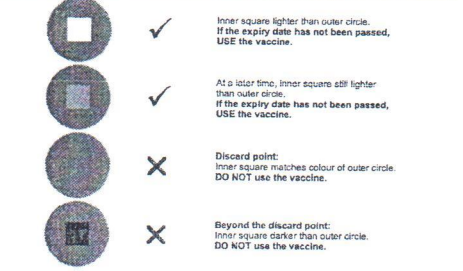 Inner square lighter than outer circle.
If the expiry date has not been passed,
USE the vaccine.
At a later time, inner square still lighter
than outer circle.
If the expiry date has not been passed,
USE the vaccine.
Discard point:
Inner square matches colour of outer circle.
DO NOT use the vaccine.
Beyond the discard point:
Inner square darker than outer circle.
DO NOT use the vaccine.